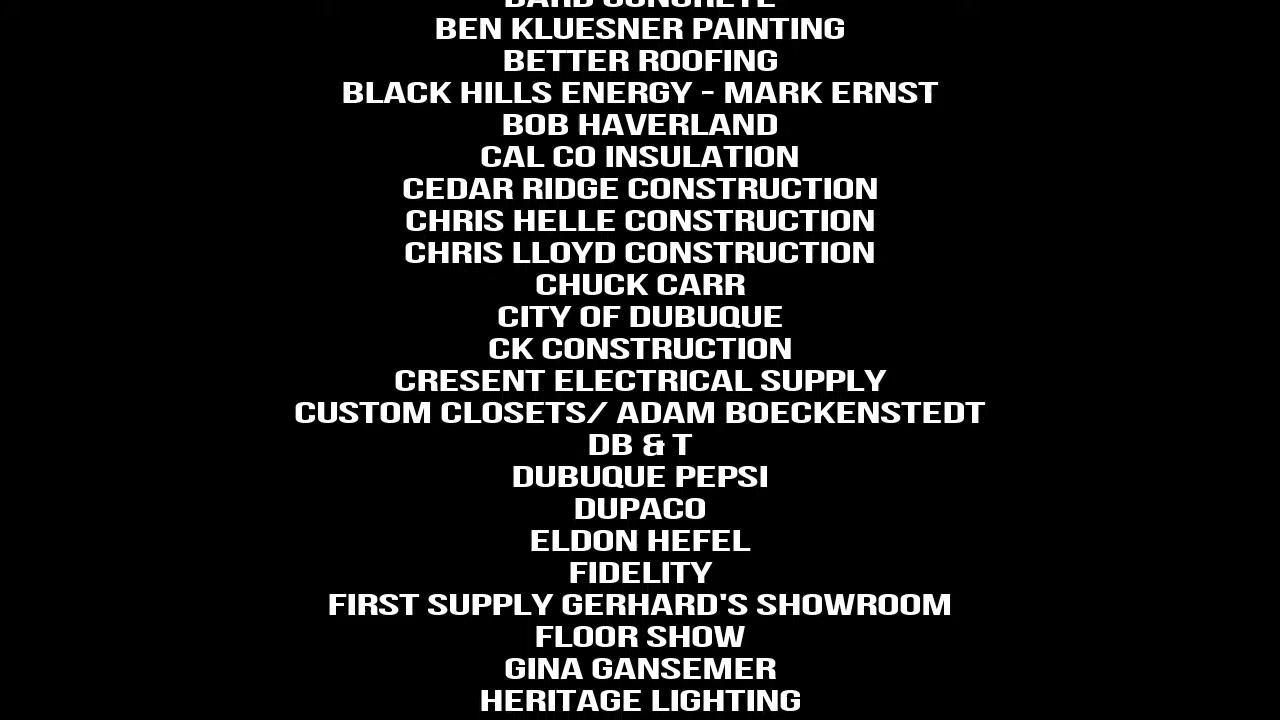 BARD CONCRETE
BEN KLUESNER PAINTING
BETTER ROOFING
BLACK HILLS ENERGY - MARK ERNST
BOB HAVERLAND
CAL CO INSULATION
CEDAR RIDGE CONSTRUCTION
CHRIS HELLE CONSTRUCTION
CHRIS LLOYD CONSTRUCTION
CHUCK CARR
CITY OF DUBUQUE
CK CONSTRUCTION
CRESENT ELECTRICAL SUPPLY
CUSTOM CLOSETS/ ADAM BOECKENSTEDT
DB & T
DUBUQUE PEPSI
DUPACO
ELDON HEFEL
FIDELITY
FIRST SUPPLY GERHARD'S SHOWROOM
FLOOR SHOW
GINA GANSEMER
HERITAGE LIGHTING